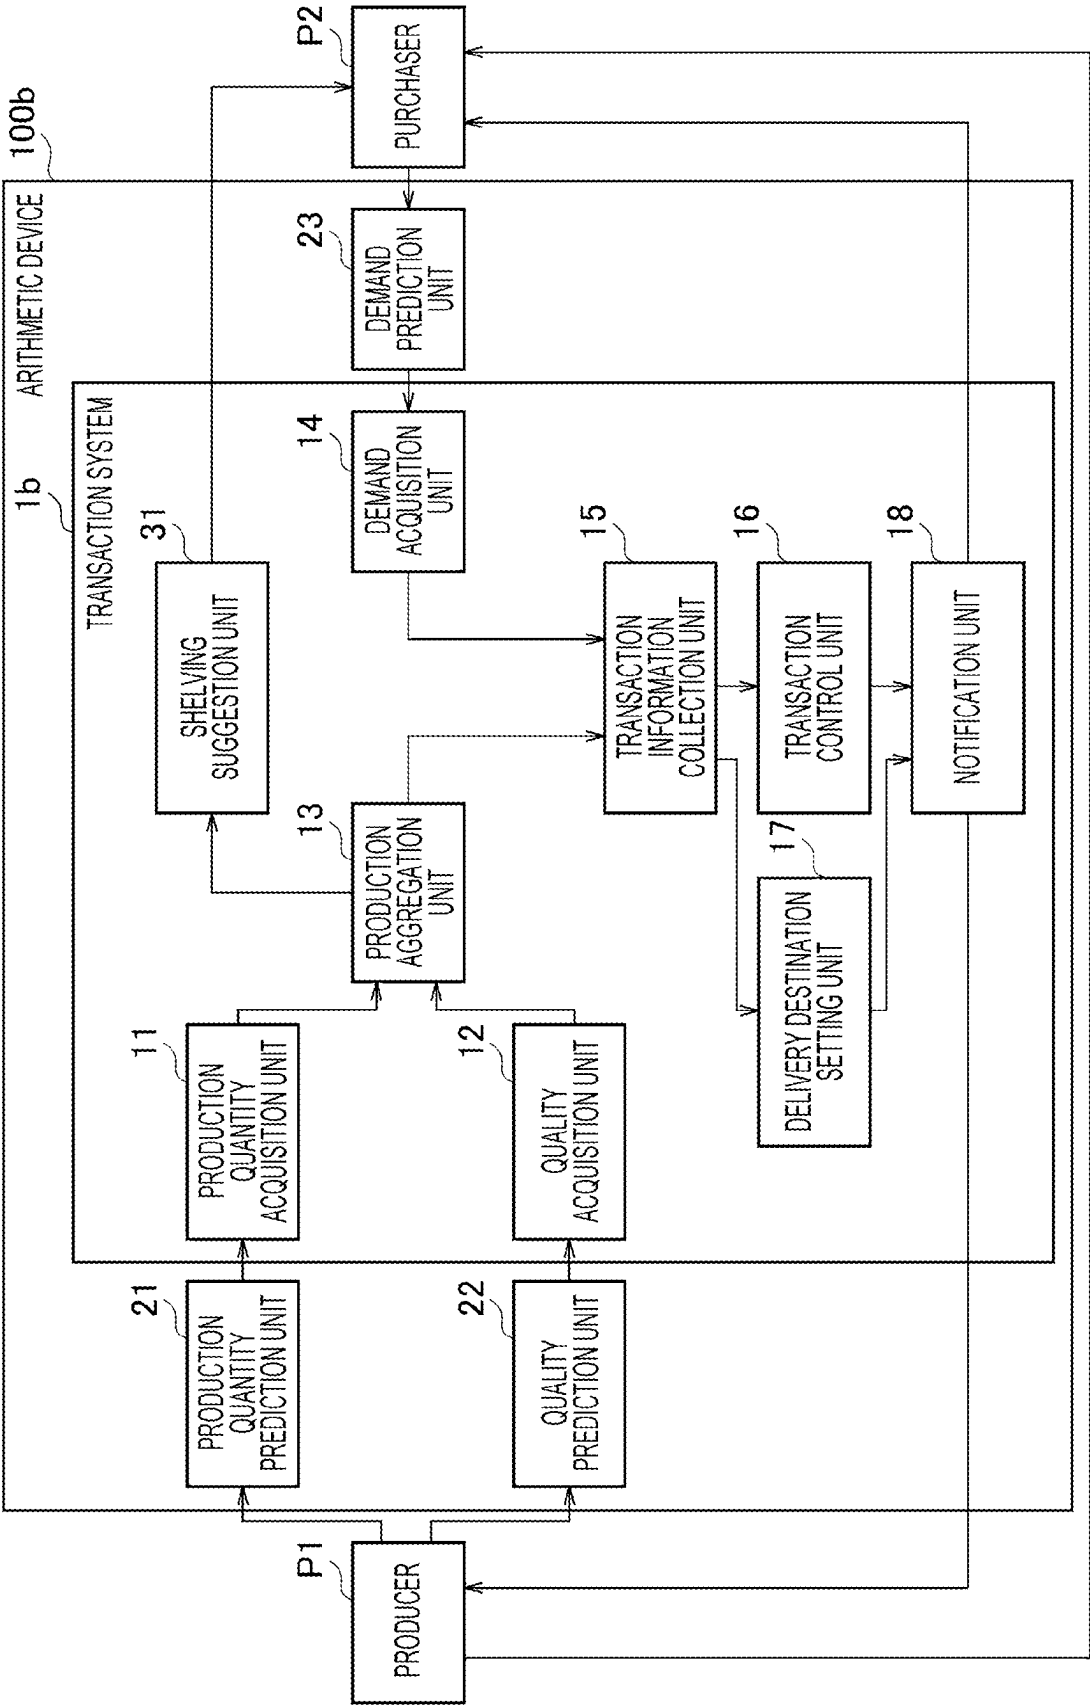 100b
ARITHMETIC DEVICE
1b
TRANSACTION SYSTEM
P1
PRODUCER
21
PRODUCTION
QUANTITY
PREDICTION UNIT
22
QUALITY
PREDICTION UNIT
11
PRODUCTION
QUANTITY
ACQUISITION UNIT
12
QUALITY
ACQUISITION UNIT
13
PRODUCTION
AGGREGATION
UNIT
31
SHELVING
SUGGESTION UNIT
14
DEMAND
ACQUISITION
UNIT
23
DEMAND
PREDICTION
UNIT
P2
PURCHASER
15
TRANSACTION
INFORMATION
COLLECTION UNIT
16
TRANSACTION
CONTROL UNIT
17
DELIVERY DESTINATION
SETTING UNIT
18
NOTIFICATION UNIT